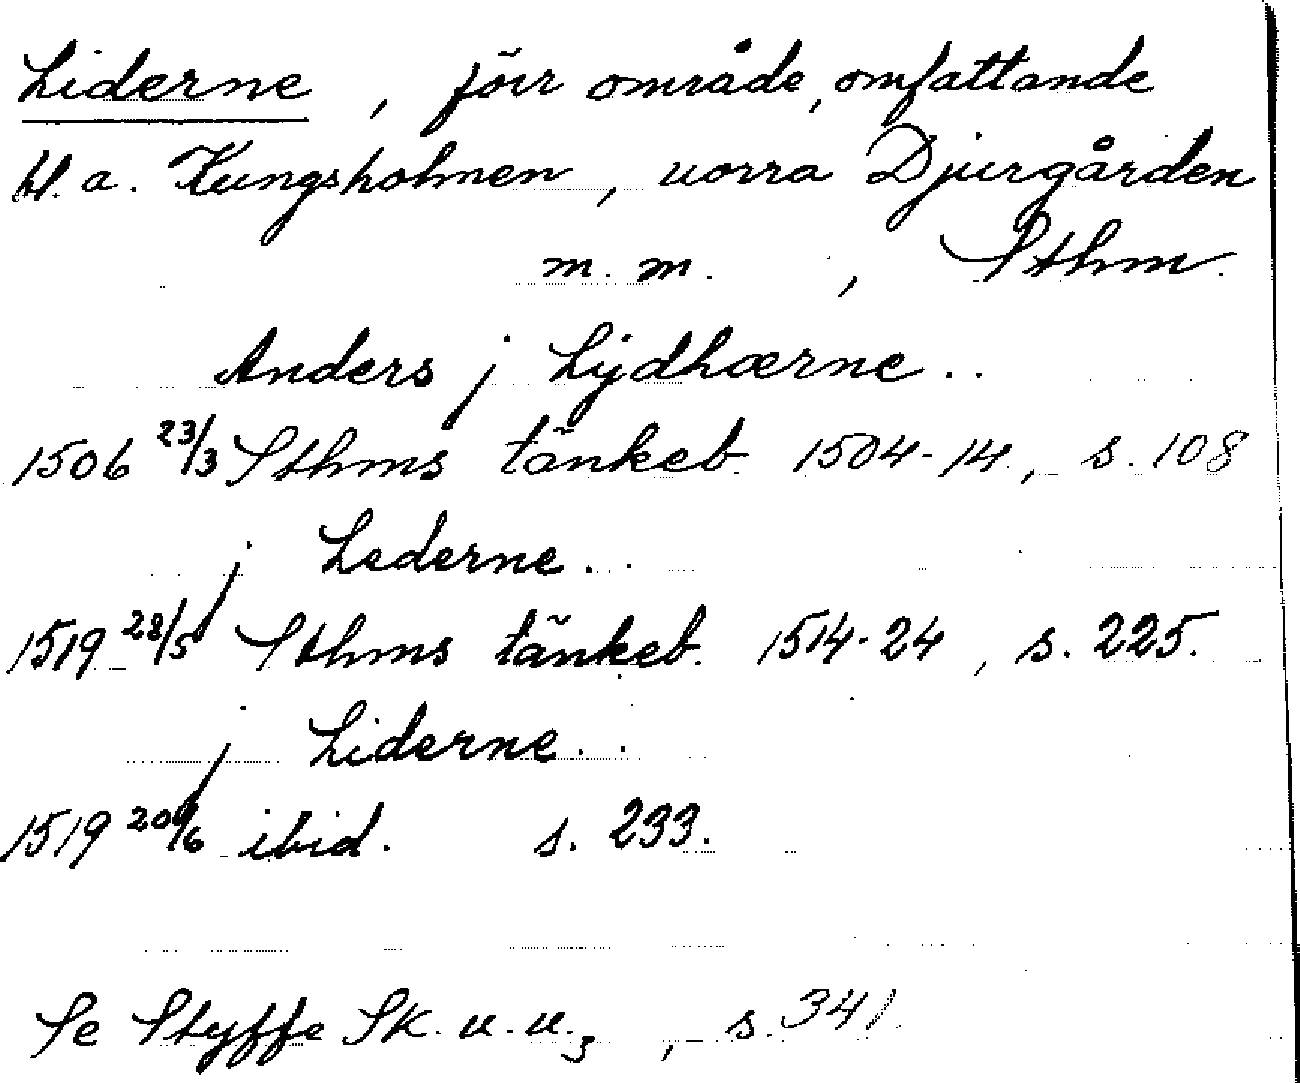 Liderne, förr område, omfattande
bl. a. Kungsholmen, norra Djurgården
m. m. , Sthm.
Anders j Lydhærne ..
1506 23/3 Sthms tänkeb. 1504-14, s. 108
j Lederne ..
1519 28/5 Sthms tänkeb. 1514-24, s. 225.
j Liderne ..
1519 20/6 ibid. s. 233.
Se Styffe Sk. u. u.3, s. 341.